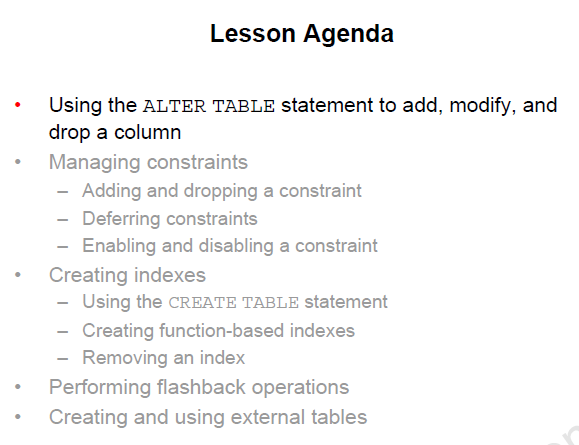 Lesson Agenda
• Using the ALTER TABLE statement to add, modify, and
drop a column
• Managing constraints
– Adding and dropping a constraint
– Deferring constraints
– Enabling and disabling a constraint
• Creating indexes
– Using the CREATE TABLE statement
– Creating function-based indexes
– Removing an index
• Performing flashback operations
• Creating and using external tables